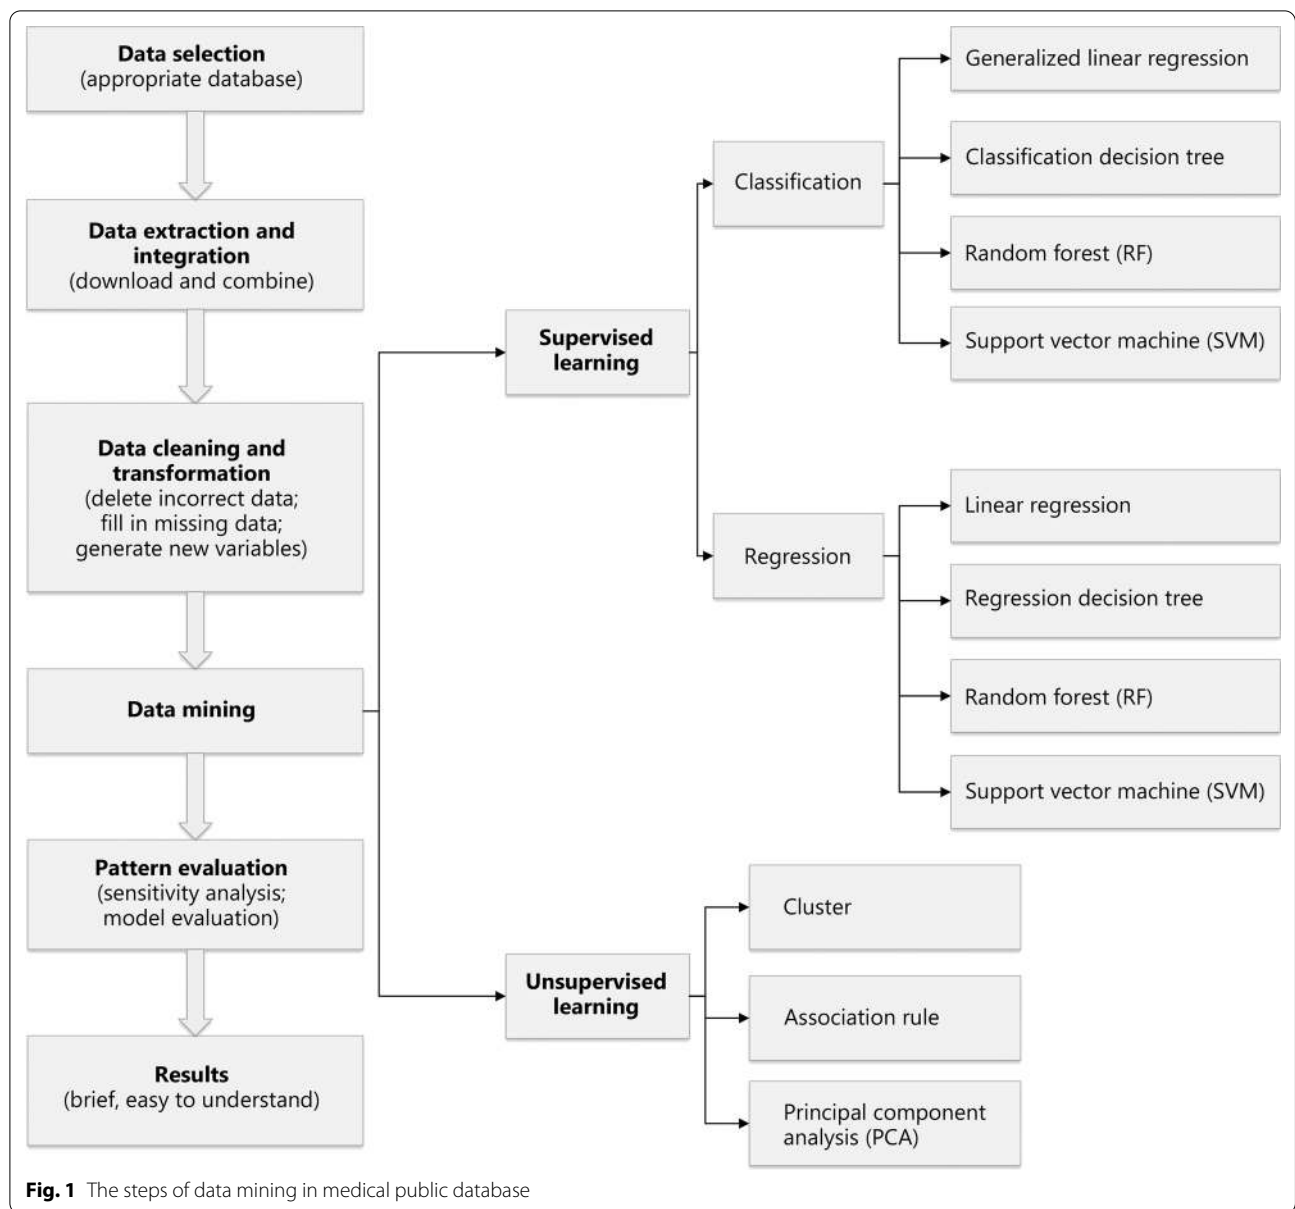 Data selection
(appropriate database)
Data extraction and
integration
(download and combine)
Data cleaning and
transformation
(delete incorrect data;
fill in missing data;
generate new variables)
Data mining
Pattern evaluation
(sensitivity analysis;
model evaluation)
Results
(brief, easy to understand)
Supervised
learning
Classification
Generalized linear regression
Classification decision tree
Random forest (RF)
Support vector machine (SVM)
Regression
Linear regression
Regression decision tree
Random forest (RF)
Support vector machine (SVM)
Unsupervised
learning
Cluster
Association rule
Principal component
analysis (PCA)
Fig. 1 The steps of data mining in medical public database